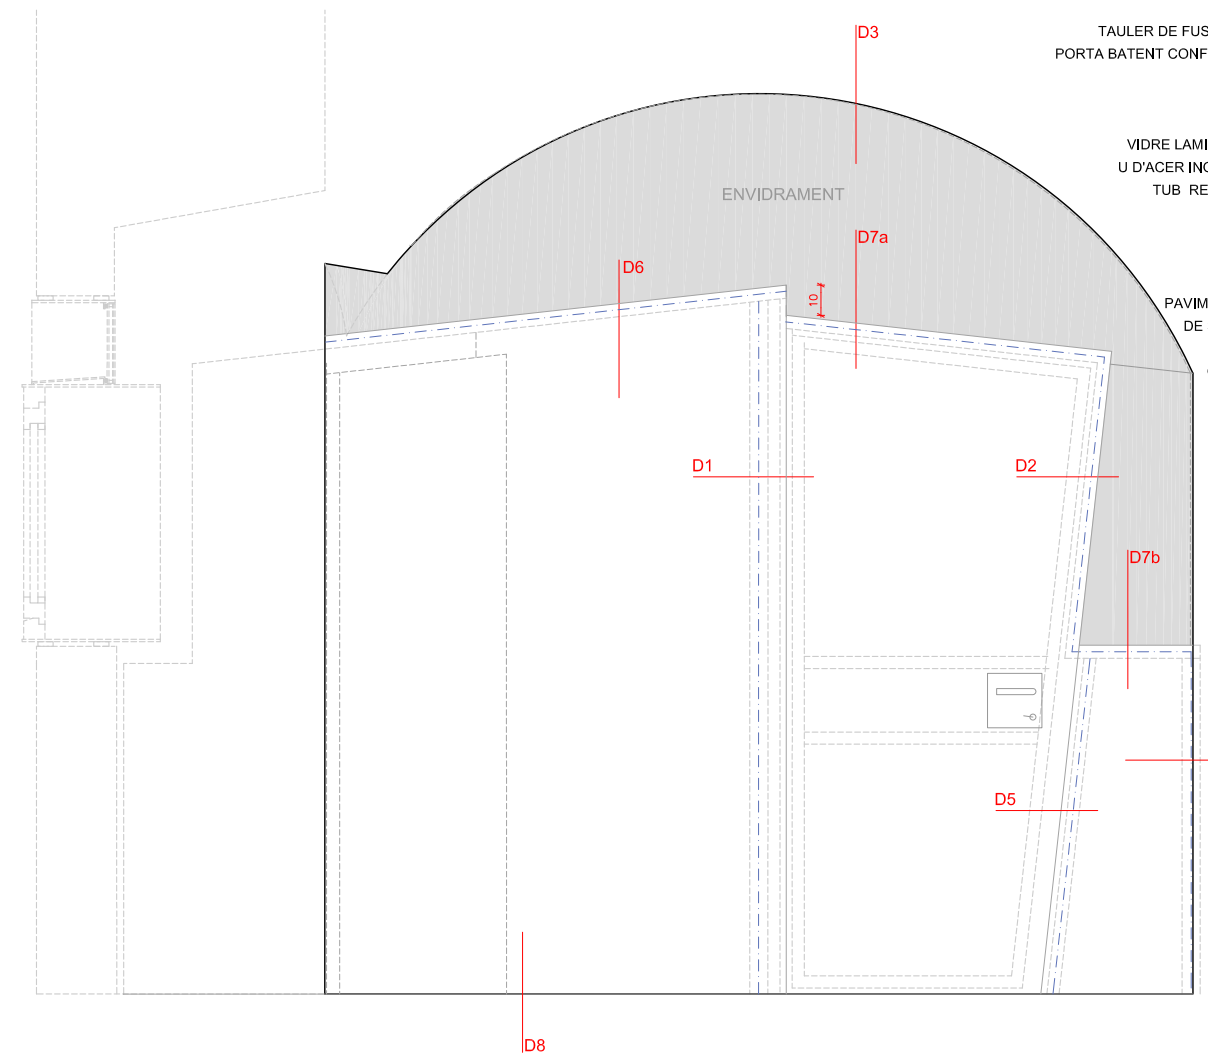 D3
TAULER DE FUS
PORTA BATENT CONF
VIDRE LAMI
U D'ACER INO
TUB RE
ENVIDRAMENT
D7a
D6
10
PAVIM
DE
D1
D2
D7b
D5
D8